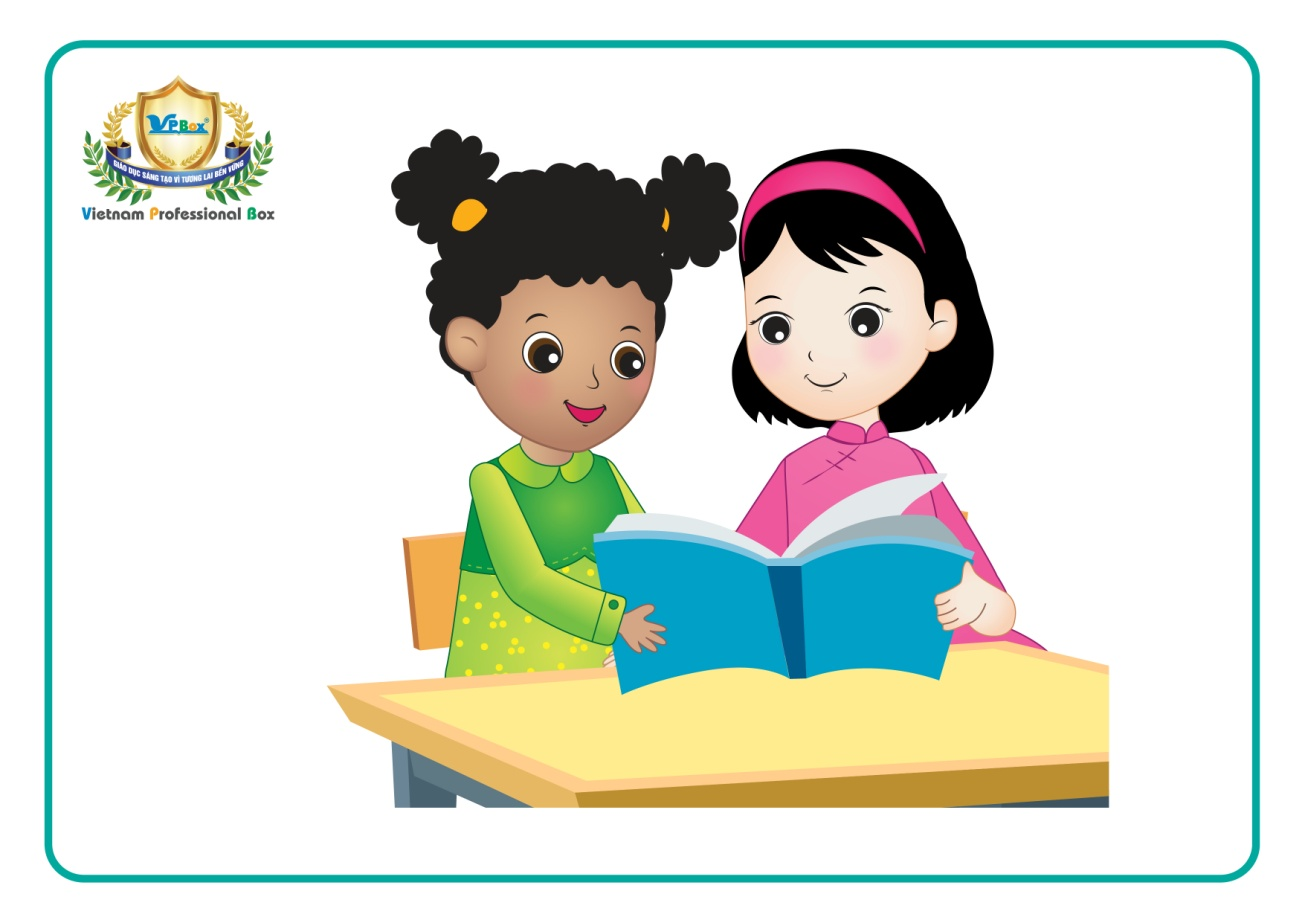 VPBox®
GIÁO DỤC SÁNG TẠO VÌ TƯƠNG LAI BỀN VỮNG
Vietnam Professional Box